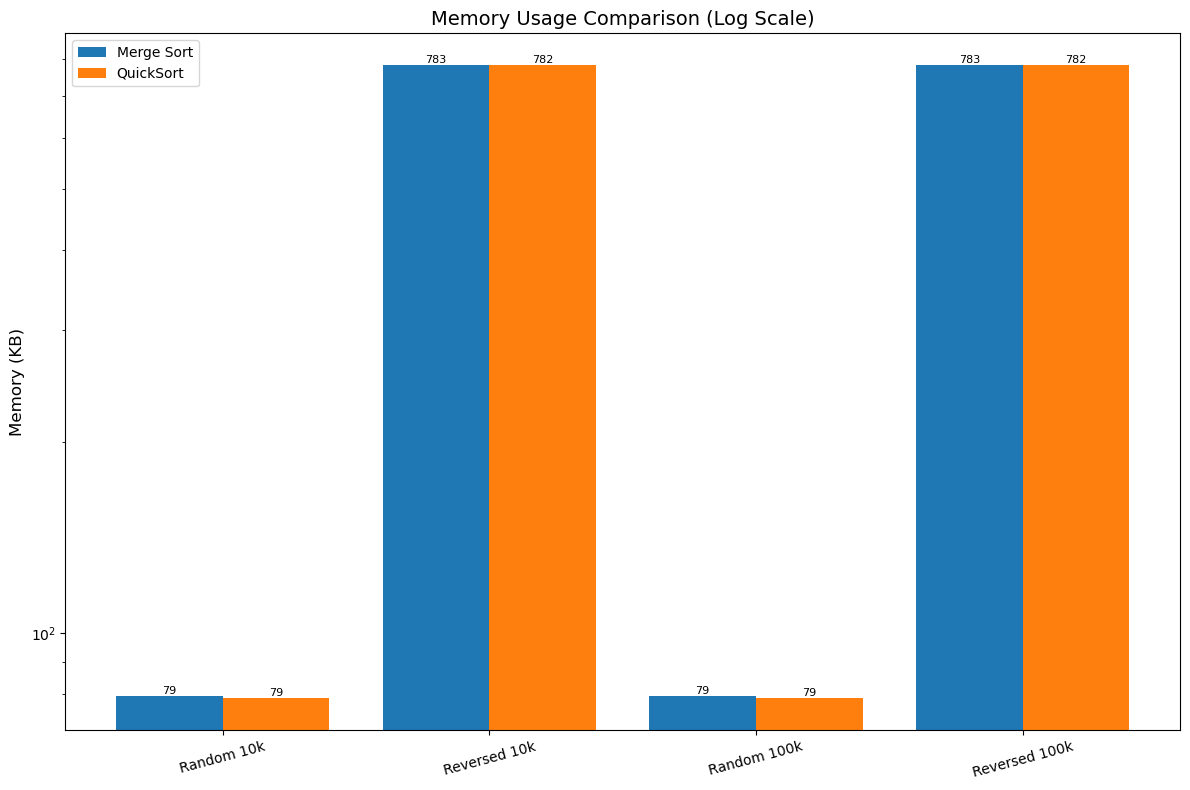 Memory Usage Comparison (Log Scale)
Merge Sort
QuickSort
Memory (KB)
10²
79
79
783
782
79
79
783
782
Random 10k
Reversed 10k
Random 100k
Reversed 100k